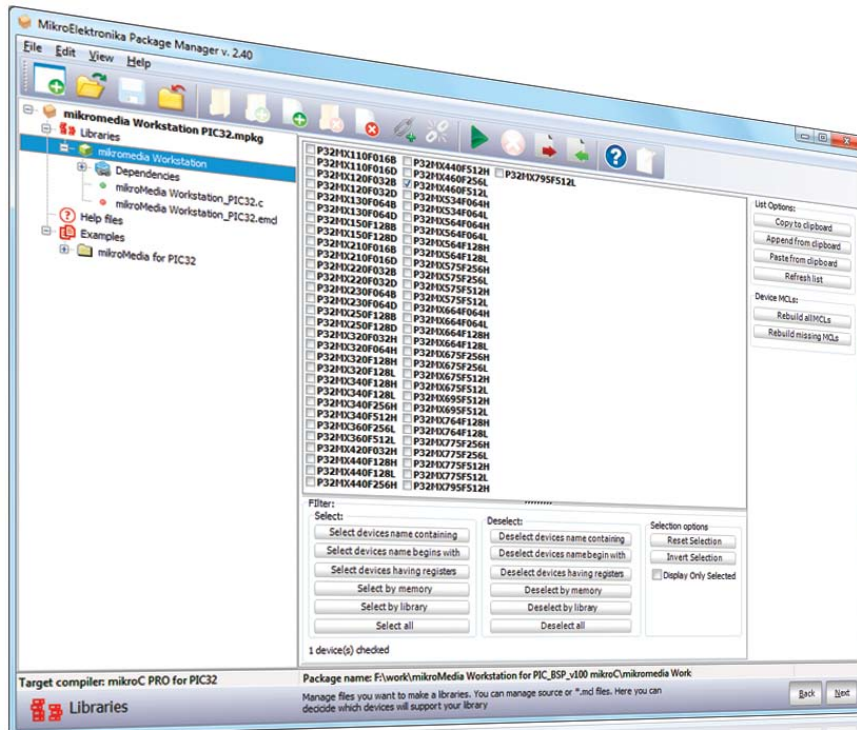 MikroElektronika Package Manager v. 2.40
File Edit View Help
mikromedia Workstation PIC32.mpkg
Libraries
mikromedia Workstation
Dependencies
mikroMedia Workstation_PIC32.c
mikroMedia Workstation_PIC32.emcl
Help files
Examples
mikroMedia for PIC32
P32MX110F016B
P32MX110F016D
P32MX120F032B
P32MX120F032D
P32MX130F064B
P32MX130F064D
P32MX150F128B
P32MX150F128D
P32MX210F016B
P32MX210F016D
P32MX220F032B
P32MX220F032D
P32MX230F064B
P32MX230F064D
P32MX250F128B
P32MX250F128D
P32MX320F032H
P32MX320F064H
P32MX320F128H
P32MX320F128L
P32MX340F128H
P32MX340F128L
P32MX340F256H
P32MX340F512H
P32MX360F256L
P32MX360F512L
P32MX420F032H
P32MX440F128H
P32MX440F128L
P32MX440F256H
P32MX440F512H
P32MX460F256L
P32MX460F512L
P32MX534F064H
P32MX534F064L
P32MX564F064H
P32MX564F064L
P32MX564F128H
P32MX564F128L
P32MX575F256H
P32MX575F256L
P32MX575F512H
P32MX575F512L
P32MX664F064H
P32MX664F064L
P32MX664F128H
P32MX664F128L
P32MX675F256H
P32MX675F256L
P32MX675F512H
P32MX675F512L
P32MX695F512H
P32MX695F512L
P32MX764F128H
P32MX764F128L
P32MX775F256H
P32MX775F256L
P32MX775F512H
P32MX775F512L
P32MX795F512H
P32MX795F512L
List Options:
Copy to clipboard
Append from clipboard
Paste from clipboard
Refresh list
Device MCLs:
Rebuild all MCLs
Rebuild missing MCLs
Filter:
Select:
Select devices name containing
Select devices name begins with
Select devices having registers
Select by memory
Select by library
Select all
Deselect:
Deselect devices name containing
Deselect devices name begin with
Deselect devices having registers
Deselect by memory
Deselect by library
Deselect all
Selection options
Reset Selection
Invert Selection
Display Only Selected
1 device(s) checked
Target compiler: mikroC PRO for PIC32
Package name: F:\work\mikroMedia Workstation for PIC_BSP_v100 mikroC\mikromedia Work
Libraries
Manage files you want to make a libraries. You can manage source or *.mcl files. Here you can
decicide which devices will support your library
Back
Next